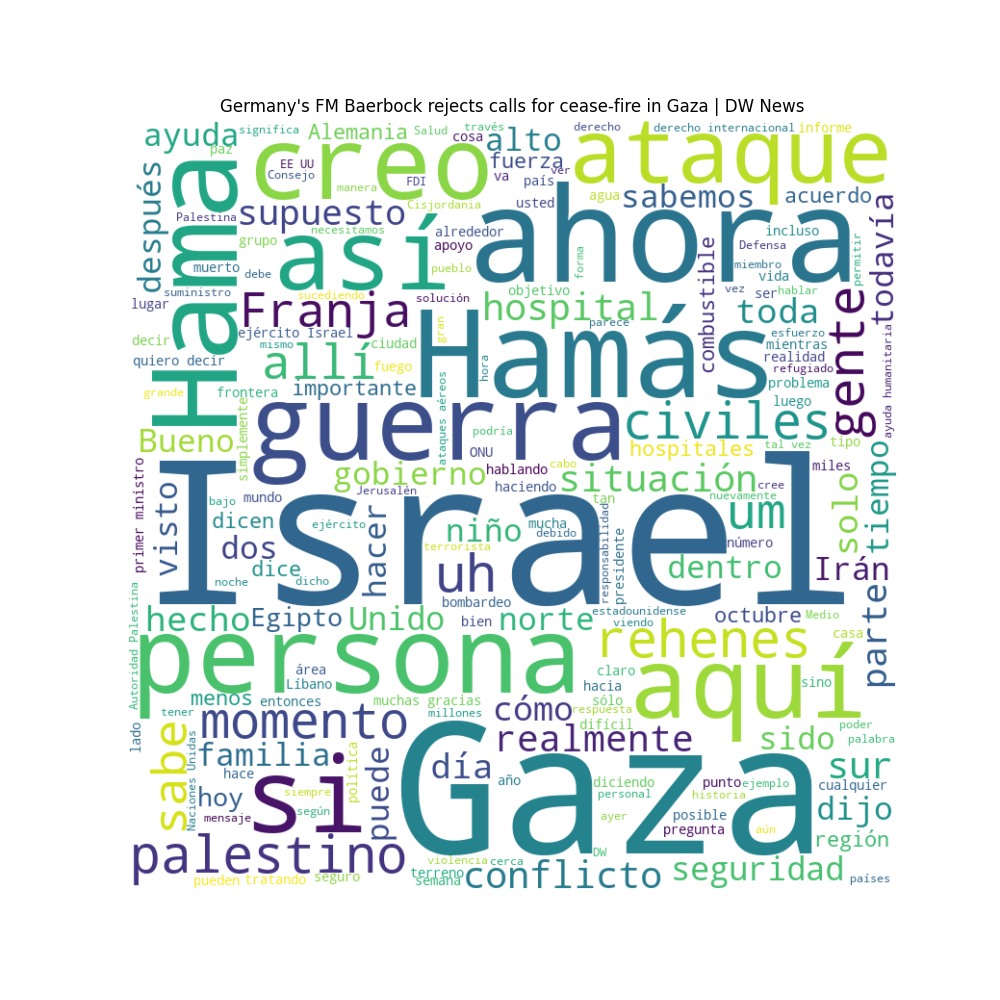 Germany's FM Baerbock rejects calls for cease-fire in Gaza | DW News
ayuda
significa
Alemania
Salud
través
cosa
alto
derecho
derecho internacional
informe
paz
EE UU
Consejo
creo
manera
FDI
fuerza
va
ver
país
ataque
después
Hama
Palestina
supuesto
Cisjordania
usted
agua
sabemos
acuerdo
todavía
grupo
necesitamos
así
alrededor
apoyo
ahora
incluso
Defensa
permitir
muerto
debe
pueblo
forma
combustible
miembro
vida
lugar
suministro
sucediendo
solución
objetivo
vez
ser
hablar
Franja
hospital
toda
gente
decir
ejército Israel
mismo
ciudad
gran
hora
Hamás
parece
esfuerzo
mientras
realidad
refugiado
ayuda humanitaria
quiero decir
allí
fuego
importante
problema
grande
frontera
luego
simplemente
guerra
ataques aéreos
podría
civiles
Bueno
ONU
hospitales
tal vez
tipo
primer ministro
visto
gobierno
hablando
cabo
situación
miles
solo
tiempo
bajo
mundo
Jerusalén
haciendo
tan
nuevamente
cree
Israel
dicen
ejército
hacer
niño
mucha
debido
um
número
dos
terrorista
responsabilidad
presidente
noche
dice
dicho
uh
dentro
Irán
Autoridad Palestina
bombardeo
estadounidense
octubre
Medio
parte
hecho
Egipto
Unido
bien
norte
viendo
rehenes
casa
persona
área
Líbano
claro
hacia
aquí
sino
lado
menos
entonces
muchas gracias
millones
sólo
respuesta
difícil
tener
momento
cómo
poder
palabra
sabe
Naciones Unidas
familia
política
puede
realmente
sido
hace
día
año
sur
hoy
si
siempre
Gaza
diciendo
personal
punto
ejemplo
cualquier
mensaje
según
historia
dijo
ayer
posible
pregunta
aún
región
palestino
DW
violencia
cerca
terreno
semana
conflicto
seguridad
países
pueden
tratando
seguro